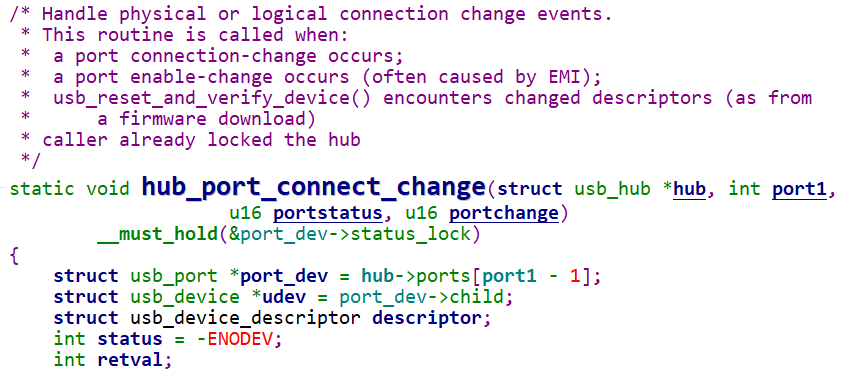 /* Handle physical or logical connection change events.
 * This routine is called when:
 *  a port connection-change occurs;
 *  a port enable-change occurs (often caused by EMI);
 *  usb_reset_and_verify_device() encounters changed descriptors (as from
 *      a firmware download)
 * caller already locked the hub
 */
static void hub_port_connect_change(struct usb_hub *hub, int port1,
                    u16 portstatus, u16 portchange)
        __must_hold(&port_dev->status_lock)
{
    struct usb_port *port_dev = hub->ports[port1 - 1];
    struct usb_device *udev = port_dev->child;
    struct usb_device_descriptor descriptor;
    int status = -ENODEV;
    int retval;